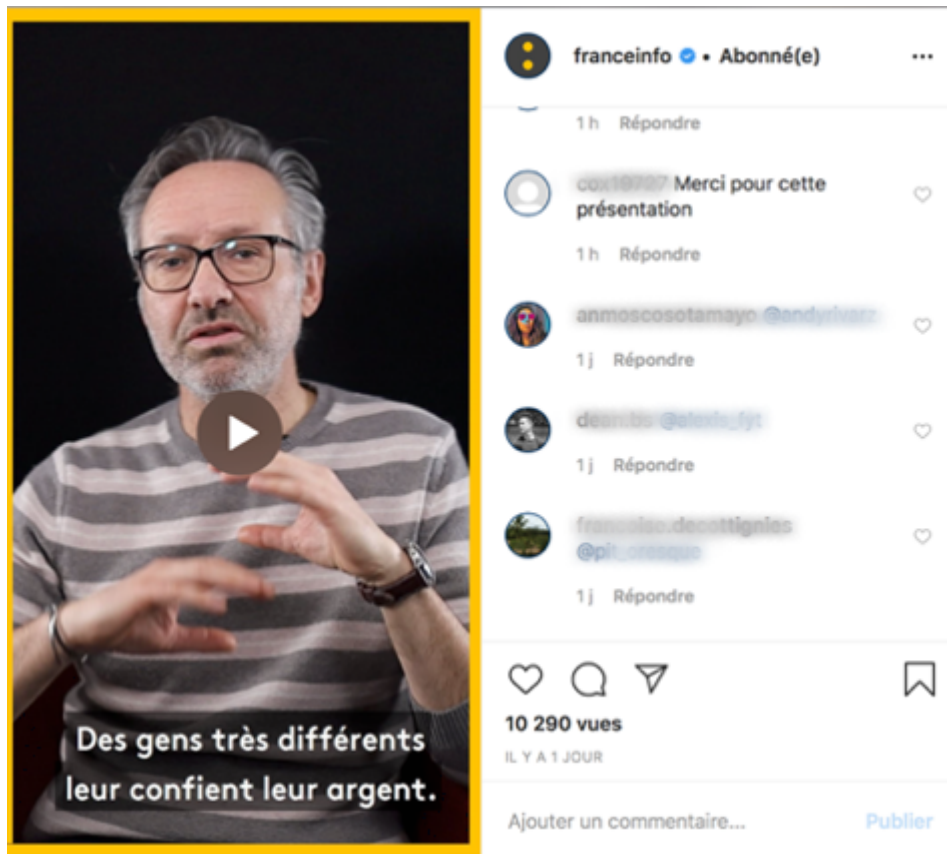 franceinfo • Abonné(e)
1 h Répondre
Merci pour cette
présentation
1 h Répondre
1 j Répondre
1 j Répondre
1 j Répondre
Des gens très différents
leur confient leur argent.
10 290 vues
IL Y A 1 JOUR
Ajouter un commentaire... Publier